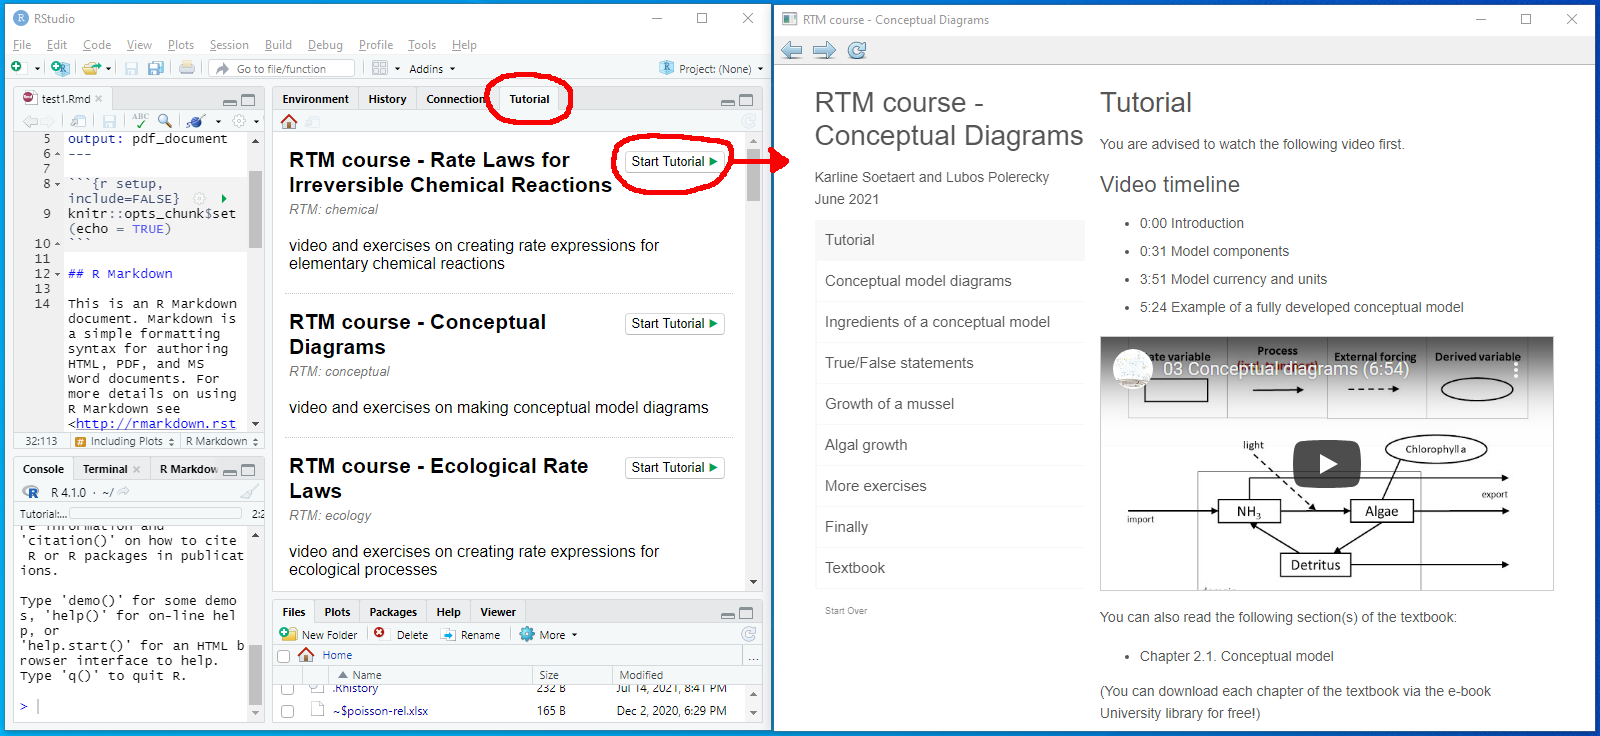 RStudio
File Edit Code View Plots Session Build Debug Profile Tools Help
Go to file/function
Addins
Project: (None)
test1.Rmd
ABC
5 output: pdf_document
6 ---
7
8 ```{r setup,
include=FALSE}
9 knitr::opts_chunk$set
(echo = TRUE)
10 ```
11
12 ## R Markdown
13
14 This is an R Markdown
document. Markdown is
a simple formatting
syntax for authoring
HTML, PDF, and MS
Word documents. For
more details on using
R Markdown see
<http://rmarkdown.rst
32:113 # Including Plots R Markdown
Console Terminal R Markdow
R 4.1.0 · ~/
Tutorial:... 2:2
re information and
'citation()' on how to cite
R or R packages in publicat
ions.
Type 'demo()' for some demo
s, 'help()' for on-line hel
p, or
'help.start()' for an HTML b
rowser interface to help.
Type 'q()' to quit R.
>
Environment History Connection Tutorial
RTM course - Rate Laws for
Irreversible Chemical Reactions
Start Tutorial
RTM: chemical
video and exercises on creating rate expressions for
elementary chemical reactions
RTM course - Conceptual
Diagrams
Start Tutorial
RTM: conceptual
video and exercises on making conceptual model diagrams
RTM course - Ecological Rate
Laws
Start Tutorial
RTM: ecology
video and exercises on creating rate expressions for
ecological processes
Files Plots Packages Help Viewer
New Folder Delete Rename More
Home ...
Name Size Modified
.Rhistory 232 B Jul 14, 2021, 8:41 PM
~$poisson-rel.xlsx 165 B Dec 2, 2020, 6:29 PM
RTM course - Conceptual Diagrams
RTM course -
Conceptual Diagrams
Karline Soetaert and Lubos Polerecky
June 2021
Tutorial
Conceptual model diagrams
Ingredients of a conceptual model
True/False statements
Growth of a mussel
Algal growth
More exercises
Finally
Textbook
Start Over
Tutorial
You are advised to watch the following video first.
Video timeline
• 0:00 Introduction
• 0:31 Model components
• 3:51 Model currency and units
• 5:24 Example of a fully developed conceptual model
ate variable Process External forcing Derived variable
03 Conceptual diagrams (6:54)
light
Chlorophyll a
export
import
NH3
Algae
Detritus
You can also read the following section(s) of the textbook:
• Chapter 2.1. Conceptual model
(You can download each chapter of the textbook via the e-book
University library for free!)